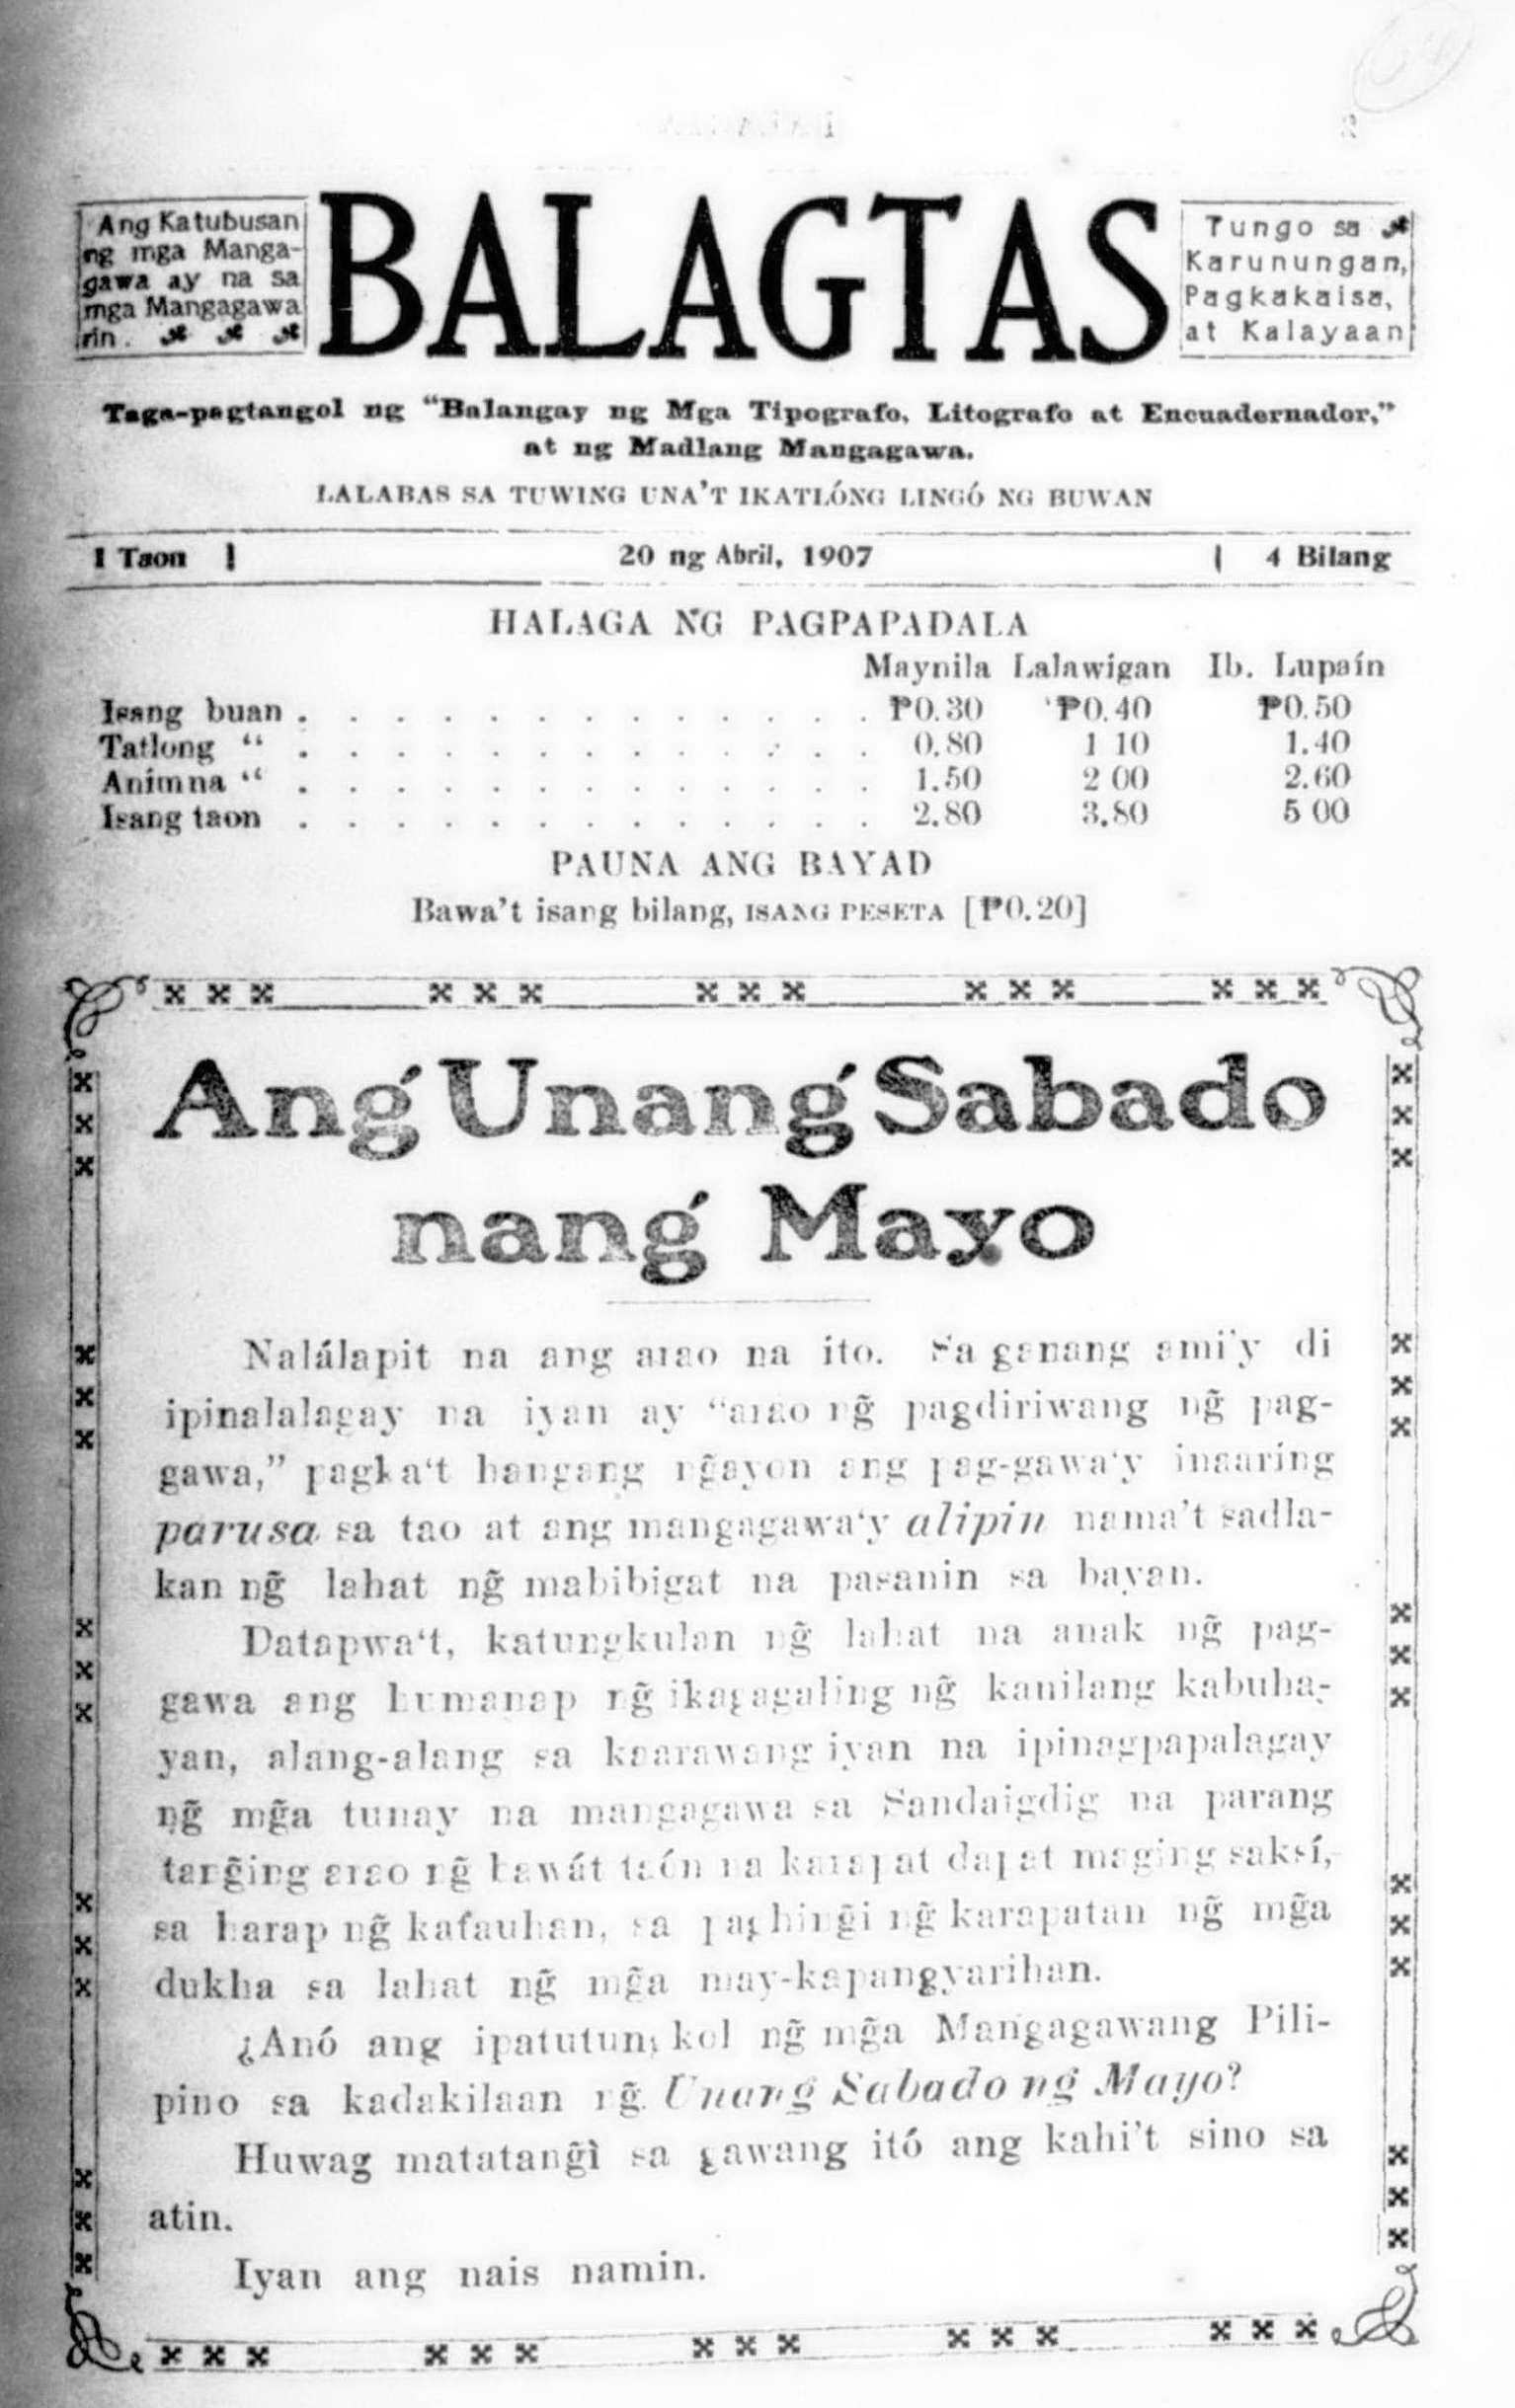 Ang Katubusan
ng mga Manga-
gawa ay na sa
mga Mangagawa
rin.
BALAGTAS
Tungo sa
Karunungan,
Pagkakaisa,
at Kalayaan
Taga-pagtangol ng “Balangay ng Mga Tipografo, Litografo at Encuadernador,”
at ng Madlang Mangagawa.
LALABAS SA TUWING UNA’T IKATLÓNG LINGÓ NG BUWAN
I Taon | 20 ng Abril, 1907 | 4 Bilang
HALAGA NG̃ PAGPAPADALA
Maynila Lalawigan Ib. Lupaín
Isang buan . . . . . . . . . . . . . ₱0.30 ₱0.40 ₱0.50
Tatlong “ . . . . . . . . . . . . . 0.80 1 10 1.40
Anim na “ . . . . . . . . . . . . . 1.50 2 00 2.60
Isang taon . . . . . . . . . . . . . 2.80 3.80 5 00
PAUNA ANG BAYAD
Bawa’t isang bilang, ISANG PESETA [₱0.20]
Ang Unang Sabado
nang Mayo
Nalálapit na ang arao na ito. Sa ganang ami’y di
ipinalalagay na iyan ay “arao ng̃ pagdiriwang ng̃ pag-
gawa,” pagka‘t hangang ng̃ayon ang pag-gawa‘y inaaring
parusa sa tao at ang mangagawa‘y alipin nama’t sadla-
kan ng̃ lahat ng̃ mabibigat na pasanin sa bayan.
Datapwa‘t, katungkulan ng̃ lahat na anak ng̃ pag-
gawa ang humanap ng̃ ikagagaling ng̃ kanilang kabuha-
yan, alang-alang sa kaarawang iyan na ipinagpapalagay
ng̃ mg̃a tunay na mangagawa sa Sandaigdig na parang
tang̃ing arao ng̃ bawát taón na karapat dapat maging saksí,
sa harap ng̃ kafauhan, sa paghing̃i ng̃ karapatan ng̃ mg̃a
dukha sa lahat ng̃ mg̃a may-kapangyarihan.
¿Anó ang ipatutungkol ng̃ mg̃a Mangagawang Pili-
pino sa kadakilaan ng̃ Unang Sabado ng̃ Mayo?
Huwag matatang̃ì sa gawang itó ang kahi’t sino sa
atin.
Iyan ang nais namin.